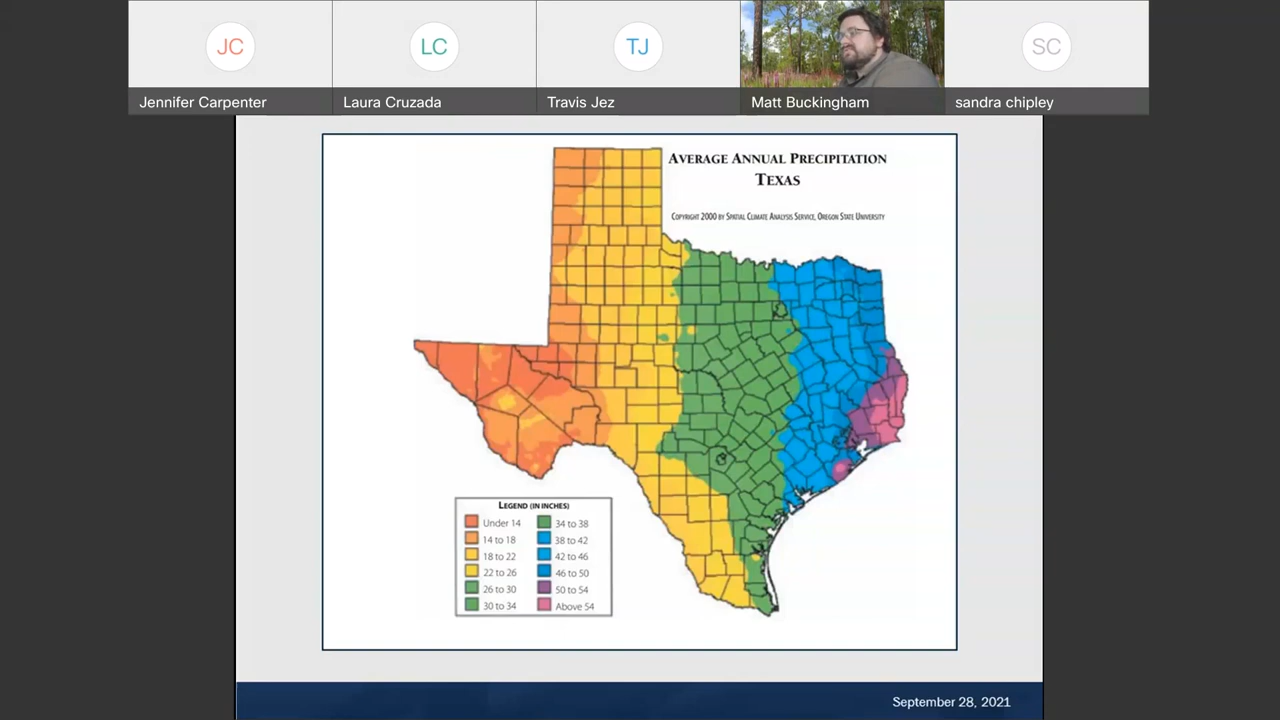 JC
LC
TJ
SC
Jennifer Carpenter
Laura Cruzada
Travis Jez
Matt Buckingham
sandra chipley
Average Annual Precipitation
Texas
Copyright 2000 by Spatial Climate Analysis Service, Oregon State University
Legend (in inches)
Under 14
14 to 18
18 to 22
22 to 26
26 to 30
30 to 34
34 to 38
38 to 42
42 to 46
46 to 50
50 to 54
Above 54
September 28, 2021